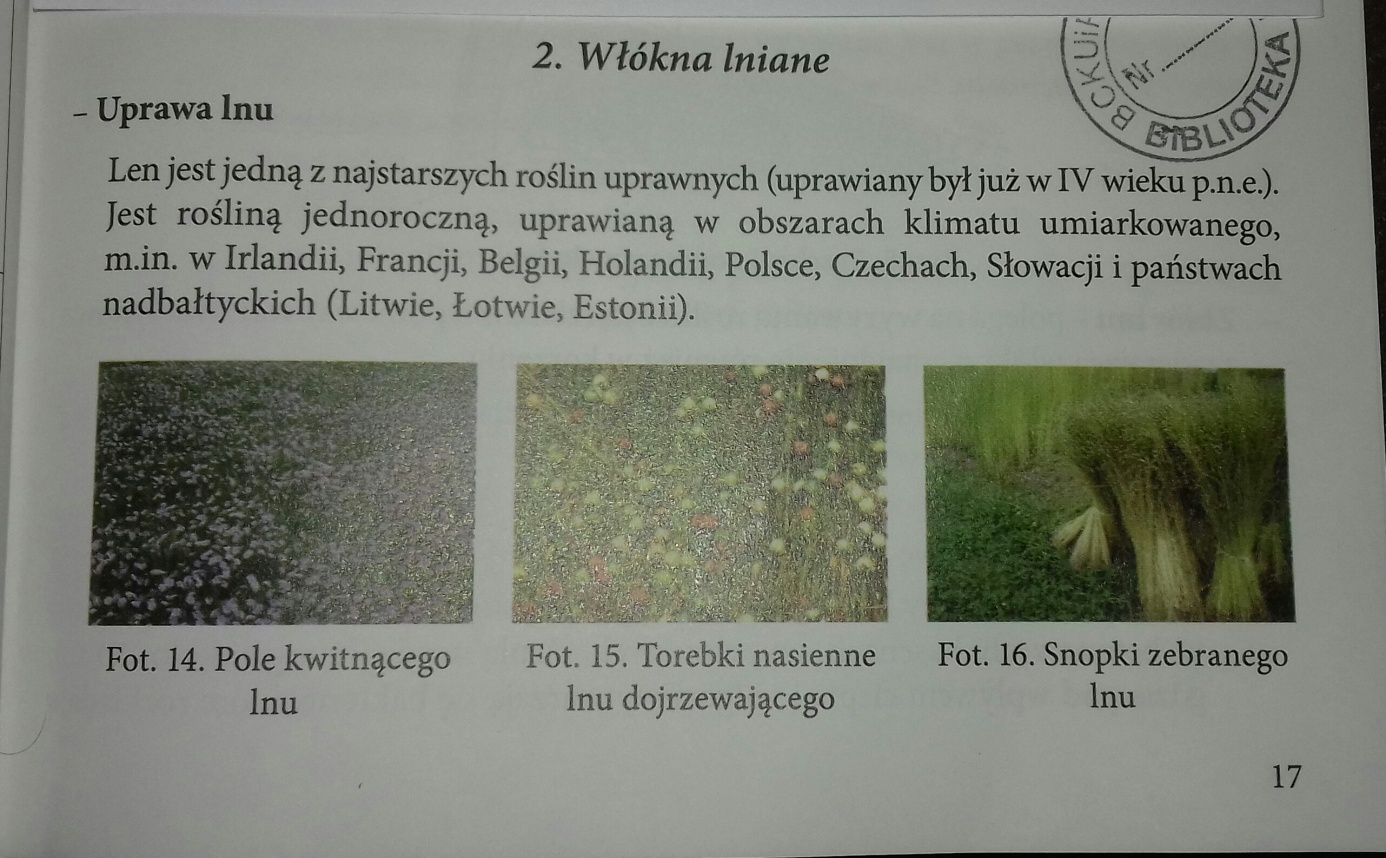 2. Włókna lniane
BCKUiP
Nr
BIBLIOTEKA
– Uprawa lnu
Len jest jedną z najstarszych roślin uprawnych (uprawiany był już w IV wieku p.n.e.).
Jest rośliną jednoroczną, uprawianą w obszarach klimatu umiarkowanego,
m.in. w Irlandii, Francji, Belgii, Holandii, Polsce, Czechach, Słowacji i państwach
nadbałtyckich (Litwie, Łotwie, Estonii).
Fot. 14. Pole kwitnącego
lnu
Fot. 15. Torebki nasienne
lnu dojrzewającego
Fot. 16. Snopki zebranego
lnu
17